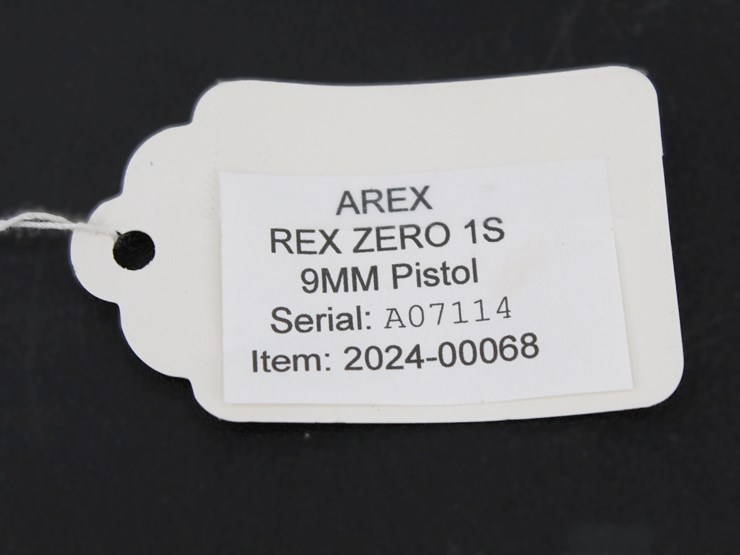 AREX
REX ZERO 1S
9MM Pistol
Serial: A07114
Item: 2024-00068